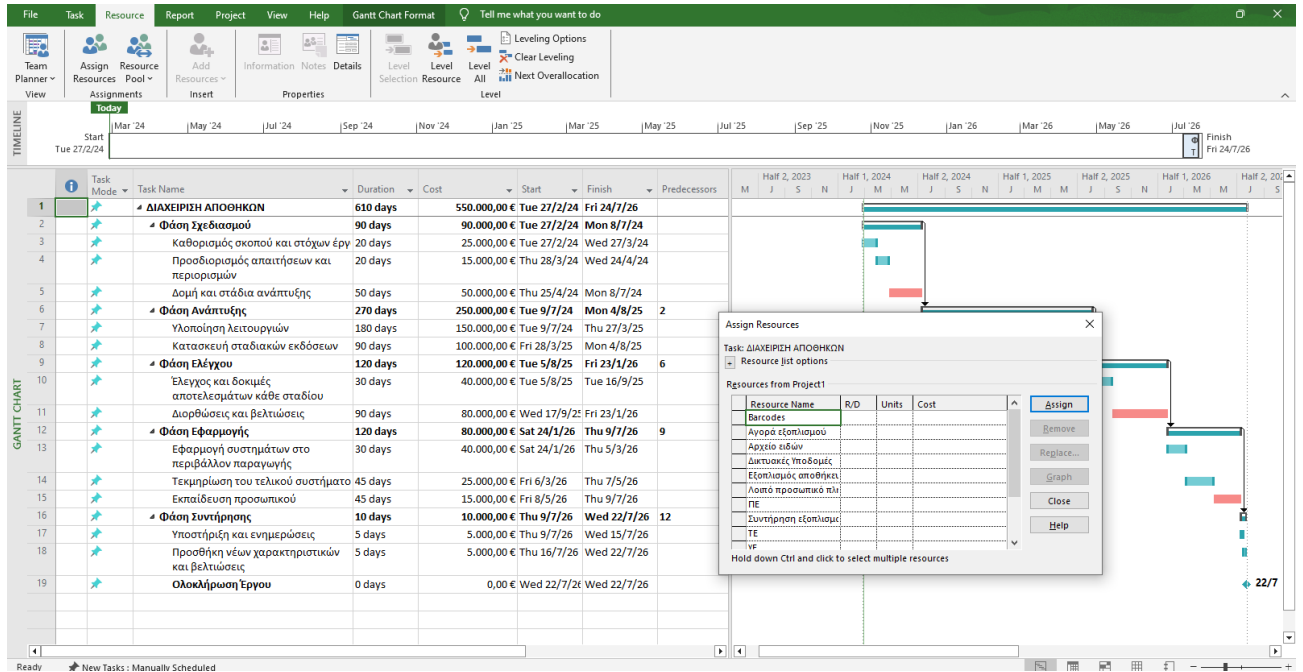 File Task Resource Report Project View Help Gantt Chart Format Tell me what you want to do
Team Planner
Assign Resources
Resource Pool
Add Resources
Information Notes Details
Level Selection
Level Resource
Level All
Leveling Options
Clear Leveling
Next Overallocation
View Assignments Insert Properties Level
TIMELINE
Today
Mar '24 May '24 Jul '24 Sep '24 Nov '24 Jan '25 Mar '25 May '25 Jul '25 Sep '25 Nov '25 Jan '26 Mar '26 May '26 Jul '26
Start
Tue 27/2/24
Finish
Fri 24/7/26
GANTT CHART
Task Mode Task Name Duration Cost Start Finish Predecessors
Half 2, 2023 Half 1, 2024 Half 2, 2024 Half 1, 2025 Half 2, 2025 Half 1, 2026 Half 2, 202
M J S N J M M J S N J M M J S N J M M J S
1 ΔΙΑΧΕΙΡΙΣΗ ΑΠΟΘΗΚΩΝ 610 days 550.000,00 € Tue 27/2/24 Fri 24/7/26
2 Φάση Σχεδιασμού 90 days 90.000,00 € Tue 27/2/24 Mon 8/7/24
3 Καθορισμός σκοπού και στόχων έργ 20 days 25.000,00 € Tue 27/2/24 Wed 27/3/24
4 Προσδιορισμός απαιτήσεων και περιορισμών 20 days 15.000,00 € Thu 28/3/24 Wed 24/4/24
5 Δομή και στάδια ανάπτυξης 50 days 50.000,00 € Thu 25/4/24 Mon 8/7/24
6 Φάση Ανάπτυξης 270 days 250.000,00 € Tue 9/7/24 Mon 4/8/25 2
7 Υλοποίηση λειτουργιών 180 days 150.000,00 € Tue 9/7/24 Thu 27/3/25
8 Κατασκευή σταδιακών εκδόσεων 90 days 100.000,00 € Fri 28/3/25 Mon 4/8/25
9 Φάση Ελέγχου 120 days 120.000,00 € Tue 5/8/25 Fri 23/1/26 6
10 Έλεγχος και δοκιμές αποτελεσμάτων κάθε σταδίου 30 days 40.000,00 € Tue 5/8/25 Tue 16/9/25
11 Διορθώσεις και βελτιώσεις 90 days 80.000,00 € Wed 17/9/25 Fri 23/1/26
12 Φάση Εφαρμογής 120 days 80.000,00 € Sat 24/1/26 Thu 9/7/26 9
13 Εφαρμογή συστημάτων στο περιβάλλον παραγωγής 30 days 40.000,00 € Sat 24/1/26 Thu 5/3/26
14 Τεκμηρίωση του τελικού συστήματο 45 days 25.000,00 € Fri 6/3/26 Thu 7/5/26
15 Εκπαίδευση προσωπικού 45 days 15.000,00 € Fri 8/5/26 Thu 9/7/26
16 Φάση Συντήρησης 10 days 10.000,00 € Thu 9/7/26 Wed 22/7/26 12
17 Υποστήριξη και ενημερώσεις 5 days 5.000,00 € Thu 9/7/26 Wed 15/7/26
18 Προσθήκη νέων χαρακτηριστικών και βελτιώσεις 5 days 5.000,00 € Thu 16/7/26 Wed 22/7/26
19 Ολοκλήρωση Έργου 0 days 0,00 € Wed 22/7/26 Wed 22/7/26
22/7
Assign Resources
Task: ΔΙΑΧΕΙΡΙΣΗ ΑΠΟΘΗΚΩΝ
Resource list options
Resources from Project1
Resource Name R/D Units Cost
Barcodes
Αγορά εξοπλισμού
Αρχείο ειδών
Δικτυακές Υποδομές
Εξοπλισμός αποθήκει
Λοιπό προσωπικό πλη
ΠΕ
Συντήρηση εξοπλισμο
ΤΕ
ΥΕ
Assign
Remove
Replace...
Graph
Close
Help
Hold down Ctrl and click to select multiple resources
Ready New Tasks : Manually Scheduled